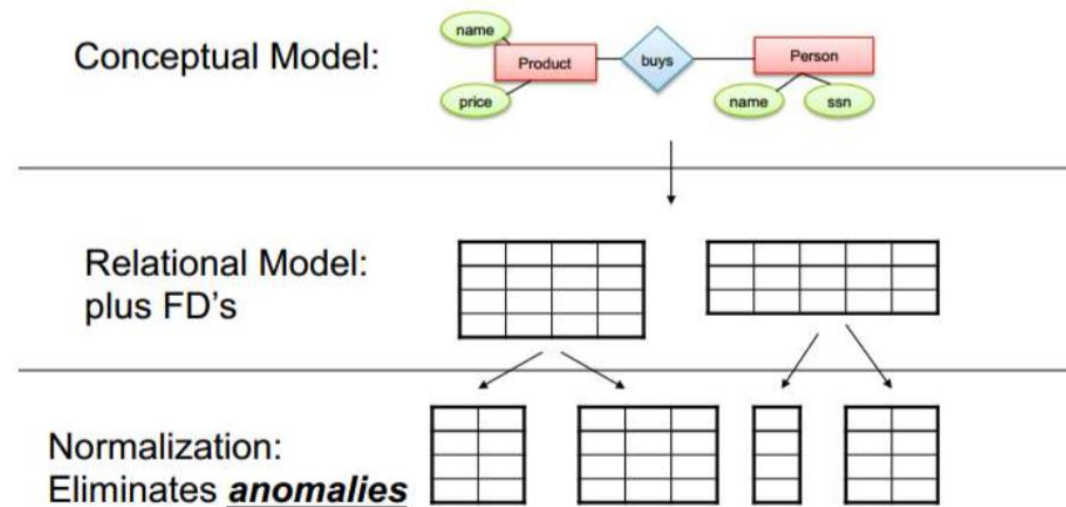 Conceptual Model:
name
Product
price
buys
Person
name
ssn
Relational Model:
plus FD's
Normalization:
Eliminates anomalies